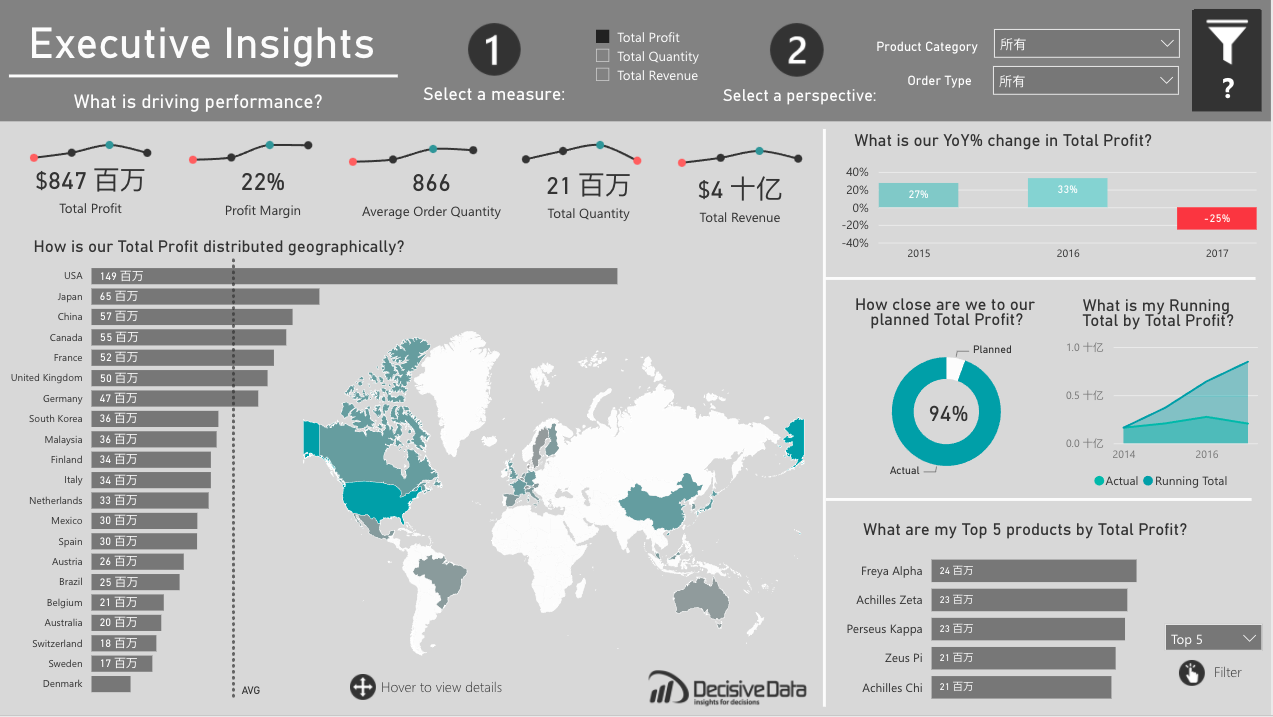 Executive Insights
What is driving performance?
1
Select a measure:
Total Profit
Total Quantity
Total Revenue
2
Select a perspective:
Product Category
所有
Order Type
所有
?
$847 百万
Total Profit
22%
Profit Margin
866
Average Order Quantity
21 百万
Total Quantity
$4 十亿
Total Revenue
How is our Total Profit distributed geographically?
USA 149 百万
Japan 65 百万
China 57 百万
Canada 55 百万
France 52 百万
United Kingdom 50 百万
Germany 47 百万
South Korea 36 百万
Malaysia 36 百万
Finland 34 百万
Italy 34 百万
Netherlands 33 百万
Mexico 30 百万
Spain 30 百万
Austria 26 百万
Brazil 25 百万
Belgium 21 百万
Australia 20 百万
Switzerland 18 百万
Sweden 17 百万
Denmark
AVG
Hover to view details
DecisiveData
insights for decisions
What is our YoY% change in Total Profit?
40%
20%
0%
-20%
-40%
27%
33%
-25%
2015 2016 2017
How close are we to our
planned Total Profit?
Planned
94%
Actual
What is my Running
Total by Total Profit?
1.0 十亿
0.5 十亿
0.0 十亿
2014 2016
Actual Running Total
What are my Top 5 products by Total Profit?
Freya Alpha 24 百万
Achilles Zeta 23 百万
Perseus Kappa 23 百万
Zeus Pi 21 百万
Achilles Chi 21 百万
Top 5
Filter